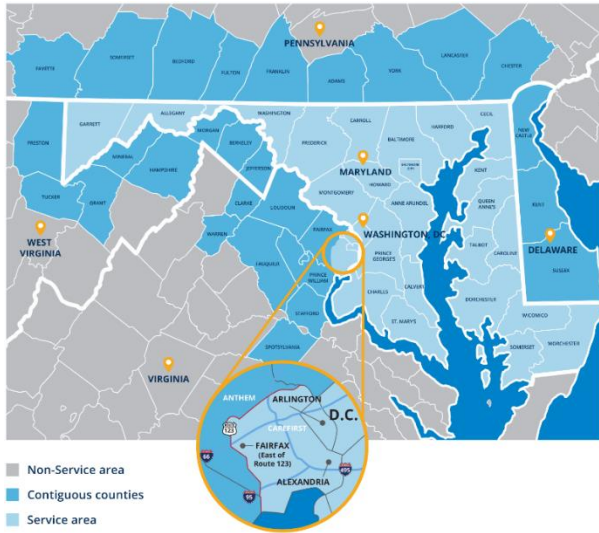 PENNSYLVANIA
FAYETTE
SOMERSET
BEDFORD
FULTON
FRANKLIN
ADAMS
YORK
LANCASTER
CHESTER
GARRETT
ALLEGANY
WASHINGTON
FREDERICK
CARROLL
BALTIMORE
HARFORD
CECIL
NEW CASTLE
PRESTON
MINERAL
HAMPSHIRE
MORGAN
BERKELEY
JEFFERSON
MARYLAND
HOWARD
MONTGOMERY
ANNE ARUNDEL
KENT
QUEEN
ANNE'S
KENT
TUCKER
GRANT
CLARKE
LOUDOUN
FAIRFAX
WARREN
FAUQUIER
WEST
VIRGINIA
WASHINGTON, DC
PRINCE
GEORGES
TALBOT
CAROLINE
DELAWARE
SUSSEX
PRINCE
WILLIAM
CHARLES
CALVERT
DORCHESTER
WICOMICO
STAFFORD
ST. MARY'S
SOMERSET
WORCHESTER
SPOTSYLVANIA
VIRGINIA
ANTHEM
ARLINGTON
D.C.
CAREFIRST
123
FAIRFAX
(East of
Route 123)
66
495
ALEXANDRIA
95
Non-Service area
Contiguous counties
Service area